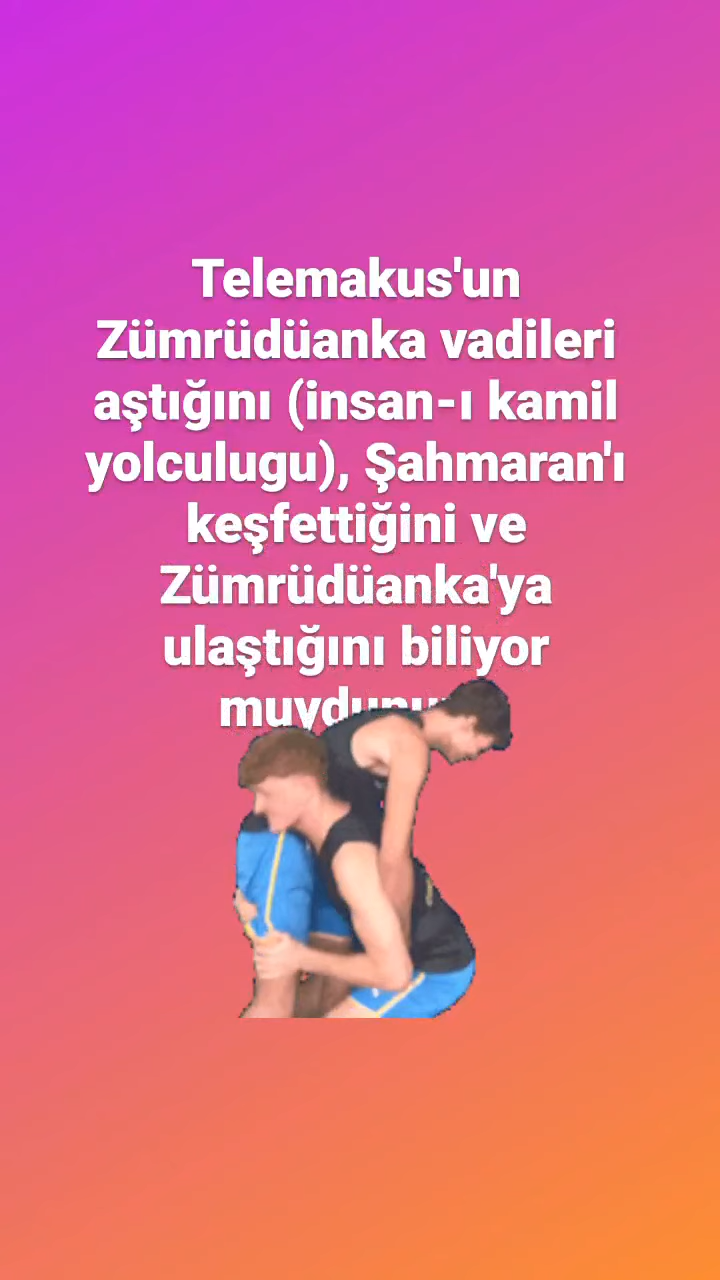 Telemakus'un
Zümrüdüanka vadileri
aştığını (insan-ı kamil
yolculugu), Şahmaran'ı
keşfettiğini ve
Zümrüdüanka'ya
ulaştığını biliyor